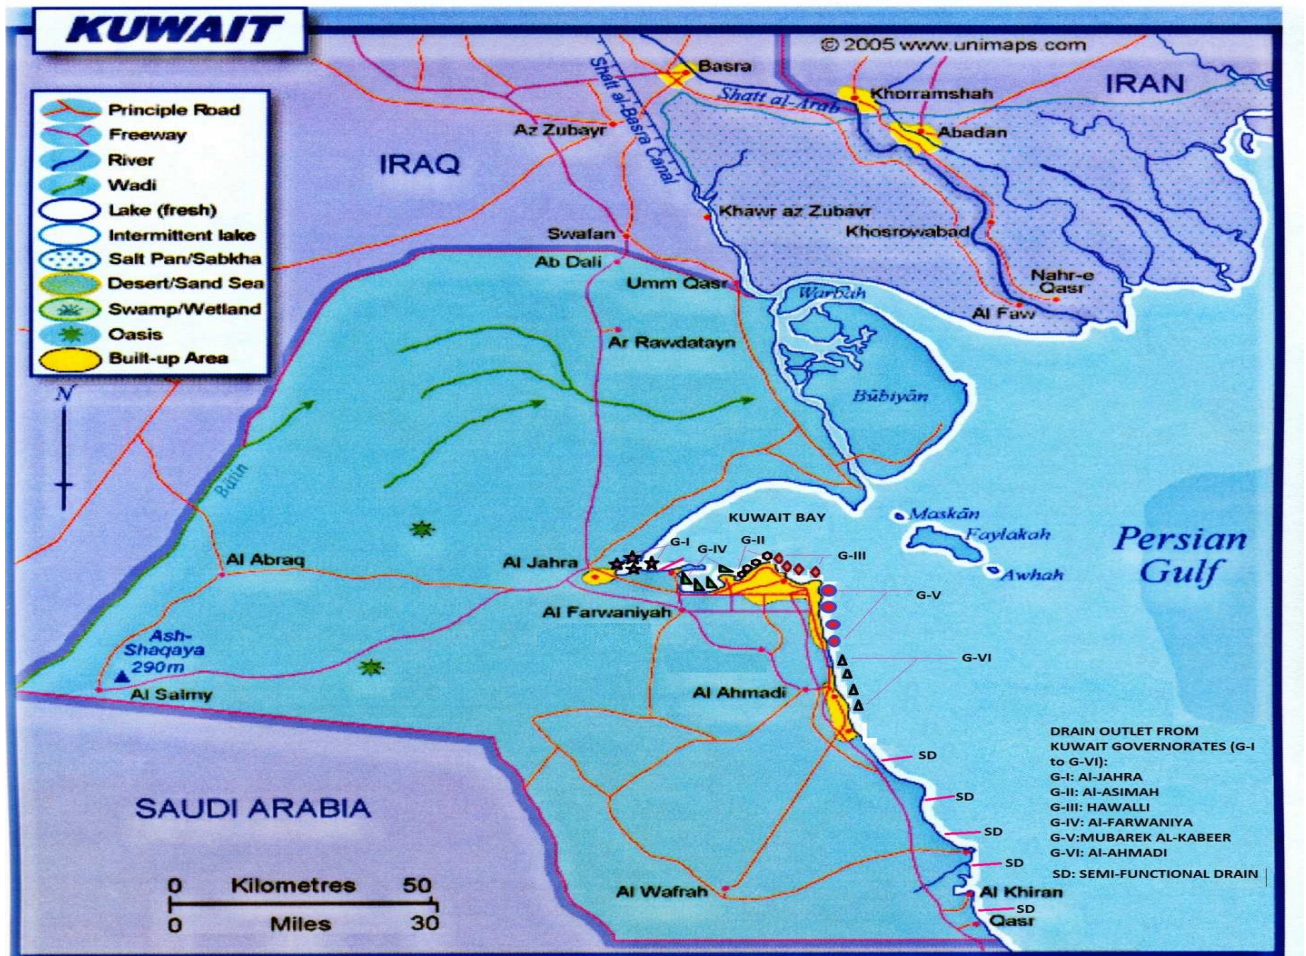 KUWAIT
© 2005 www.unimaps.com
Principle Road
Freeway
River
Wadi
Lake (fresh)
Intermittent lake
Salt Pan/Sabkha
Desert/Sand Sea
Swamp/Wetland
Oasis
Built-up Area
N
IRAN
IRAQ
Basra
Shatt al-Arab
Khorramshah
Abadan
Az Zubayr
Shatt al-Basra Canal
Khawr az Zubavr
Khosrowabad
Swafan
Ab Dali
Umm Qasr
Nahr-e
Qasr
Al Faw
Warbah
Ar Rawdatayn
Būbiyān
Bāţin
KUWAIT BAY
Maskān
Faylakah
Awhah
Persian
Gulf
Al Abraq
Al Jahra
G-I
G-IV
G-II
G-III
G-V
Al Farwaniyah
G-VI
Ash-
Shaqaya
290m
Al Salmy
Al Ahmadi
SD
SD
SD
SD
SD
SAUDI ARABIA
Al Wafrah
Al Khiran
Qasr
DRAIN OUTLET FROM
KUWAIT GOVERNORATES (G-I
to G-VI):
G-I: Al-JAHRA
G-II: Al-ASIMAH
G-III: HAWALLI
G-IV: Al-FARWANIYA
G-V:MUBAREK AL-KABEER
G-VI: Al-AHMADI
SD: SEMI-FUNCTIONAL DRAIN
0 Kilometres 50
0 Miles 30